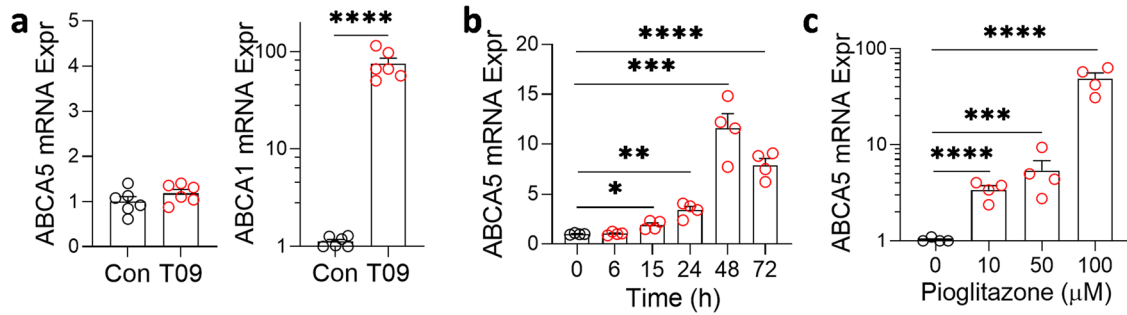 a
ABCA5 mRNA Expr
5
4
3
2
1
0
Con T09
ABCA1 mRNA Expr
100
10
1
****
Con T09
b
ABCA5 mRNA Expr
20
15
10
5
0
****
***
**
*
0 6 15 24 48 72
Time (h)
c
ABCA5 mRNA Expr
100
10
1
****
***
****
0 10 50 100
Pioglitazone (μM)